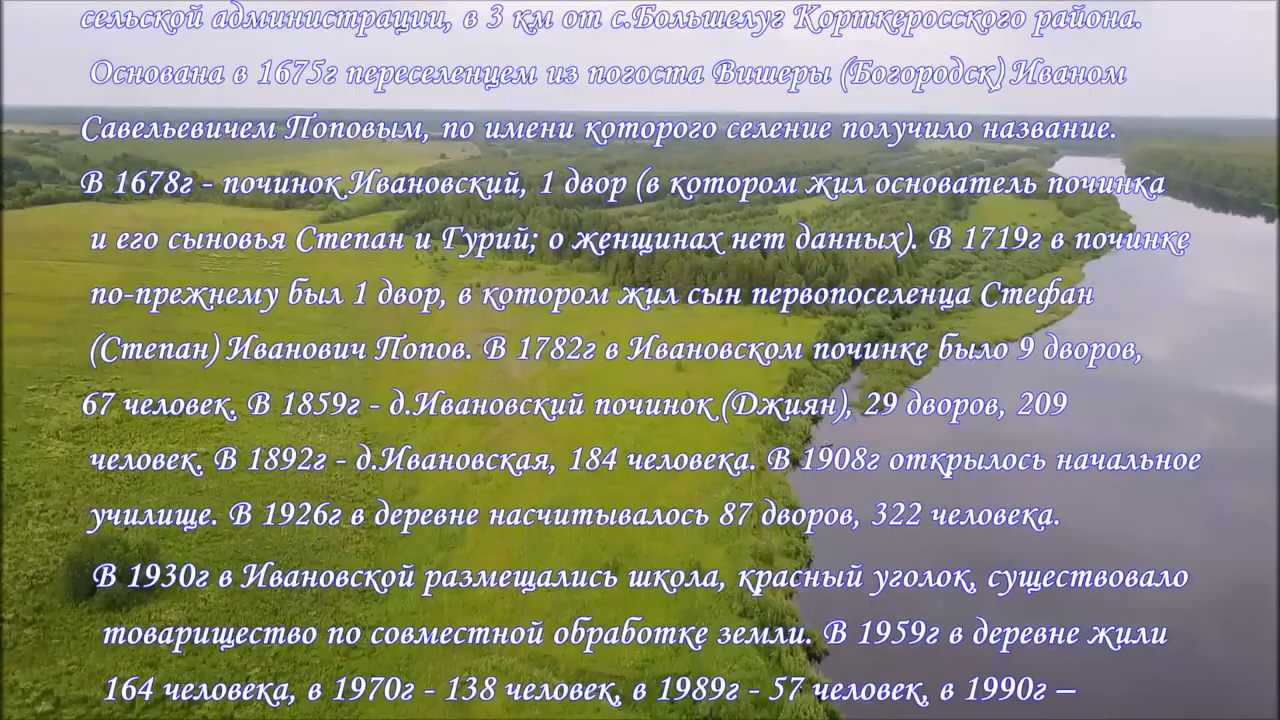 сельской администрации, в 3 км от с.Большелуг Корткеросского района.
Основана в 1675г переселенцем из погоста Вишеры (Богородск) Иваном
Савельевичем Поповым, по имени которого селение получило название.
В 1678г - починок Ивановский, 1 двор (в котором жил основатель починка
и его сыновья Степан и Гурий; о женщинах нет данных). В 1719г в починке
по-прежнему был 1 двор, в котором жил сын первопоселенца Стефан
(Степан) Иванович Попов. В 1782г в Ивановском починке было 9 дворов,
67 человек. В 1859г - д.Ивановский починок (Джиян), 29 дворов, 209
человек. В 1892г - д.Ивановская, 184 человека. В 1908г открылось начальное
училище. В 1926г в деревне насчитывалось 87 дворов, 322 человека.
В 1930г в Ивановской размещались школа, красный уголок, существовало
товарищество по совместной обработке земли. В 1959г в деревне жили
164 человека, в 1970г - 138 человек, в 1989г - 57 человек, в 1990г –